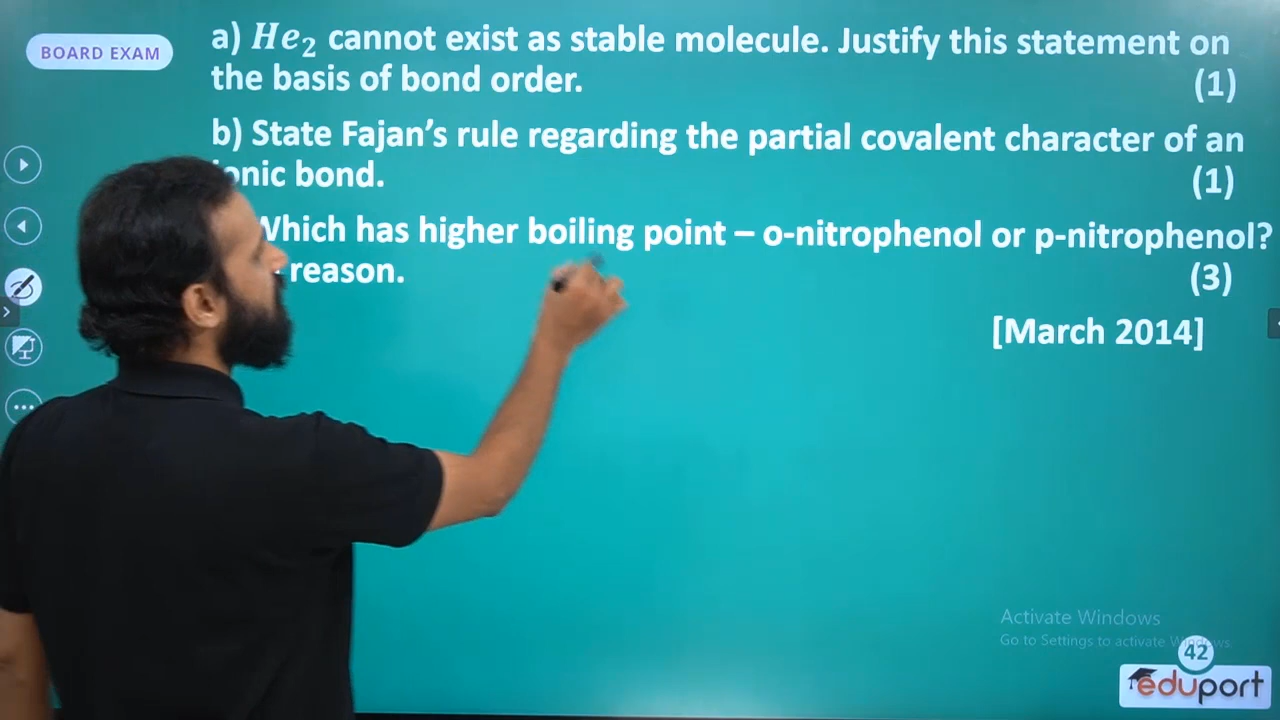 BOARD EXAM
a) He₂ cannot exist as stable molecule. Justify this statement on
the basis of bond order. (1)
b) State Fajan's rule regarding the partial covalent character of an
ionic bond. (1)
Which has higher boiling point – o-nitrophenol or p-nitrophenol?
reason. (3)
[March 2014]
Activate Windows
Go to Settings to activate Windows.
42
eduport